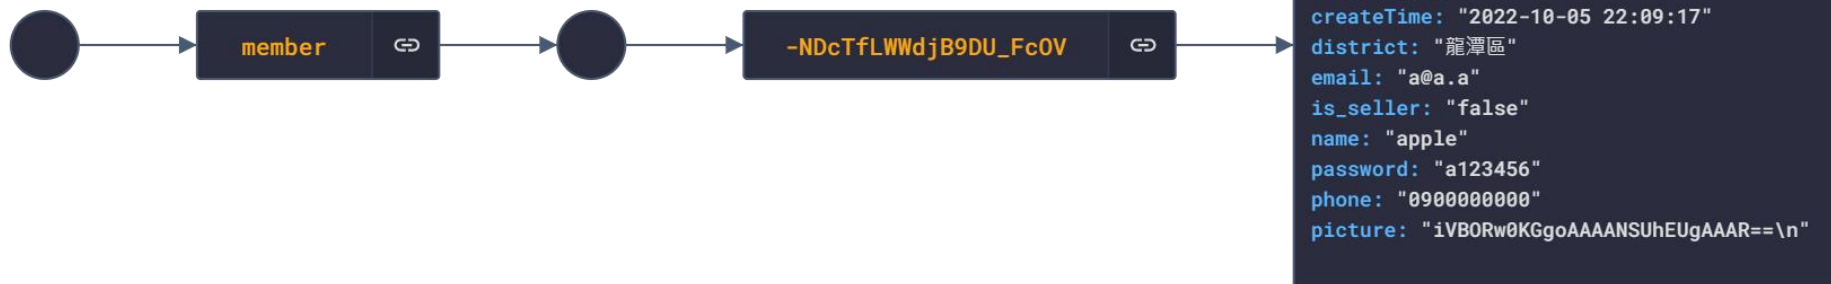 member
-NDcTfLWWdjB9DU_FcOV
createTime: "2022-10-05 22:09:17"
district: "龍潭區"
email: "a@a.a"
is_seller: "false"
name: "apple"
password: "a123456"
phone: "0900000000"
picture: "iVBORw0KGgoAAAANSUhEUgAAAR==\n"